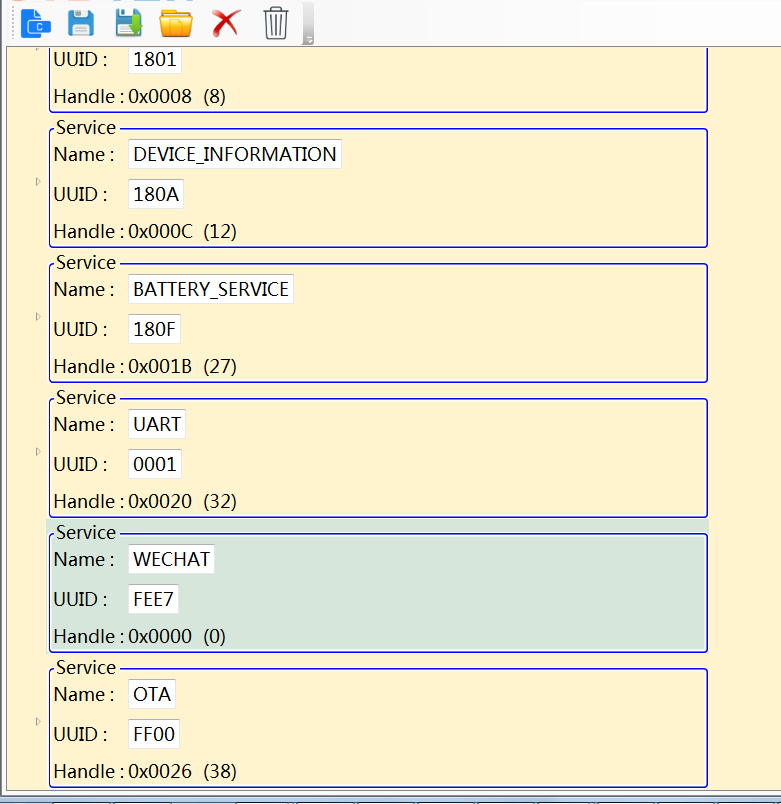 UUID : 1801
Handle : 0x0008 (8)
Service
Name : DEVICE_INFORMATION
UUID : 180A
Handle : 0x000C (12)
Service
Name : BATTERY_SERVICE
UUID : 180F
Handle : 0x001B (27)
Service
Name : UART
UUID : 0001
Handle : 0x0020 (32)
Service
Name : WECHAT
UUID : FEE7
Handle : 0x0000 (0)
Service
Name : OTA
UUID : FF00
Handle : 0x0026 (38)